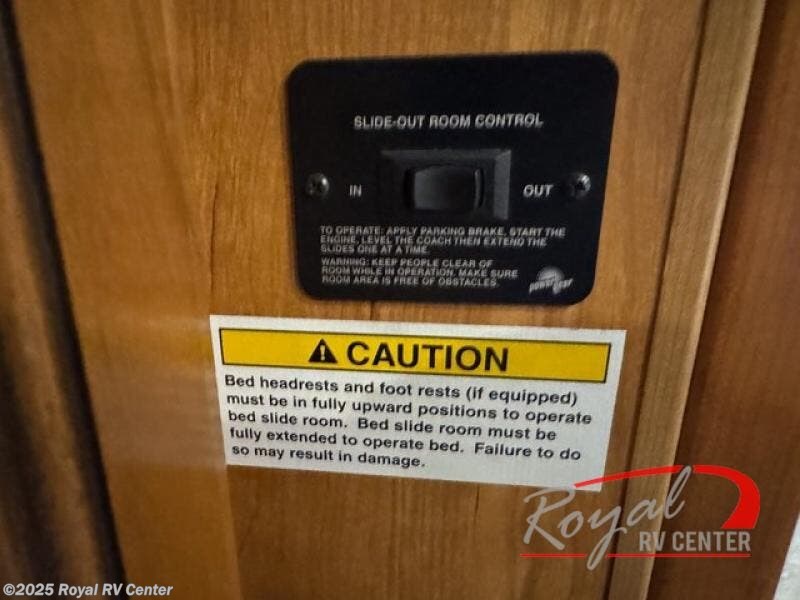 SLIDE-OUT ROOM CONTROL
IN OUT
TO OPERATE: APPLY PARKING BRAKE, START THE
ENGINE, LEVEL THE COACH THEN EXTEND THE
SLIDES ONE AT A TIME.
WARNING: KEEP PEOPLE CLEAR OF
ROOM WHILE IN OPERATION. MAKE SURE
ROOM AREA IS FREE OF OBSTACLES.
power gear
CAUTION
Bed headrests and foot rests (if equipped)
must be in fully upward positions to operate
bed slide room. Bed slide room must be
fully extended to operate bed. Failure to do
so may result in damage.
Royal
RV CENTER
©2025 Royal RV Center